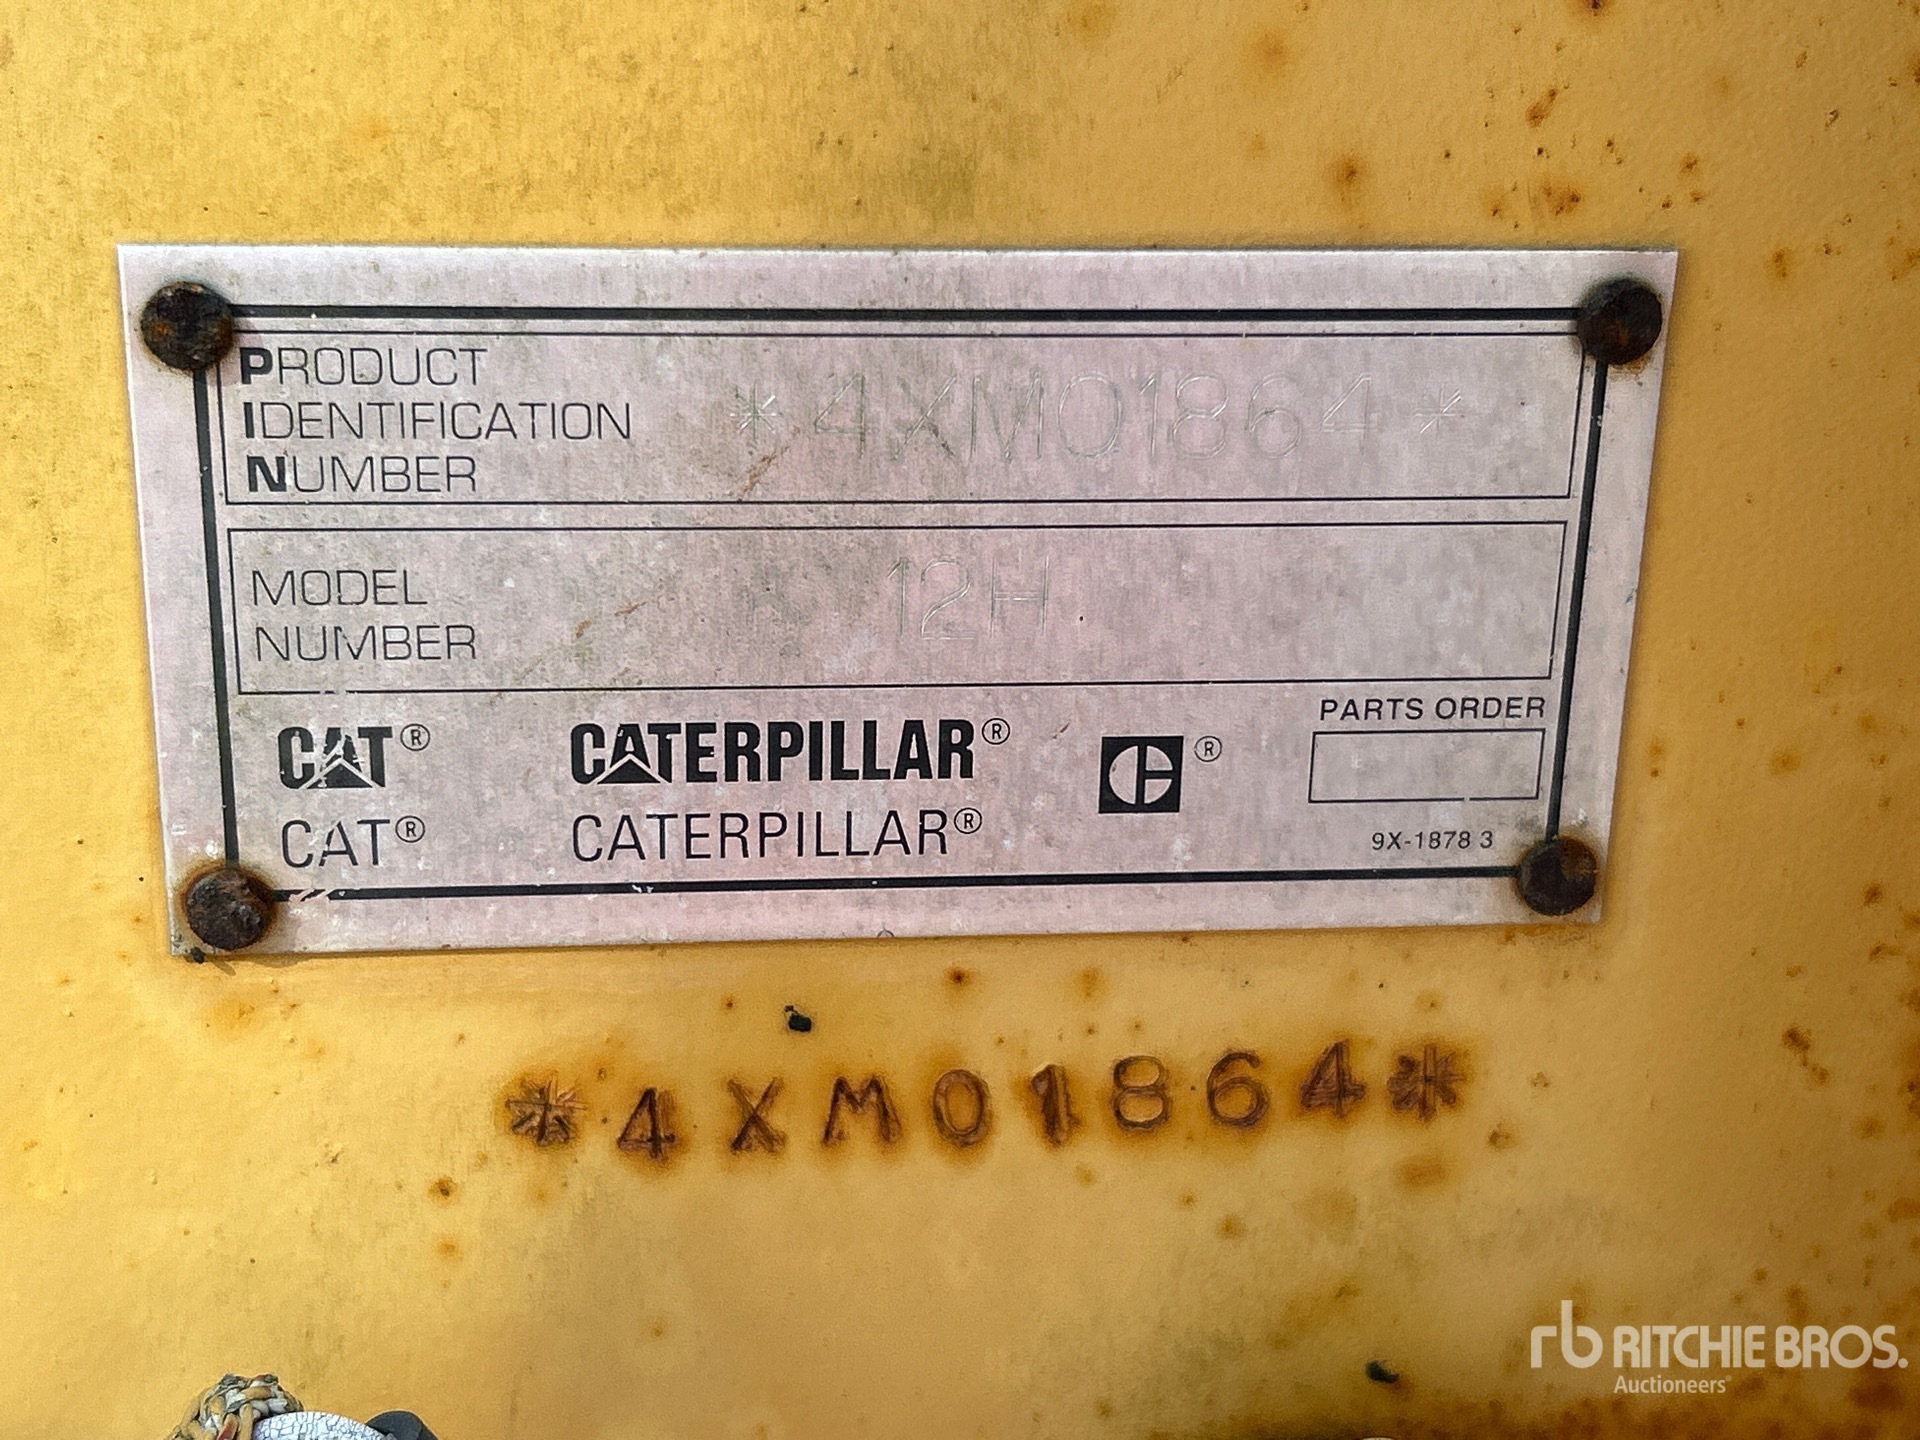 PRODUCT
IDENTIFICATION
NUMBER
*4XM01864*
MODEL
NUMBER
12H
CAT® CATERPILLAR® ®
CAT® CATERPILLAR®
PARTS ORDER
9X-1878 3
*4XM01864*
rb RITCHIE BROS.
Auctioneers